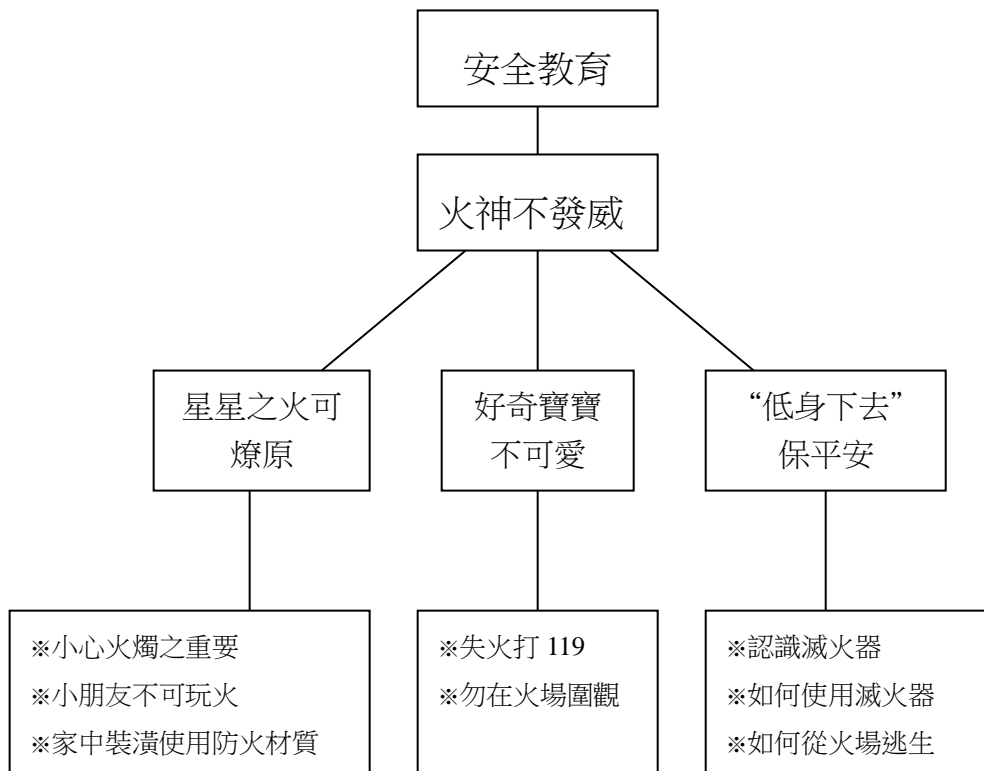 安全教育
火神不發威
星星之火可
燎原
好奇寶寶
不可愛
“低身下去”
保平安
※小心火燭之重要
※小朋友不可玩火
※家中裝潢使用防火材質
※失火打 119
※勿在火場圍觀
※認識滅火器
※如何使用滅火器
※如何從火場逃生